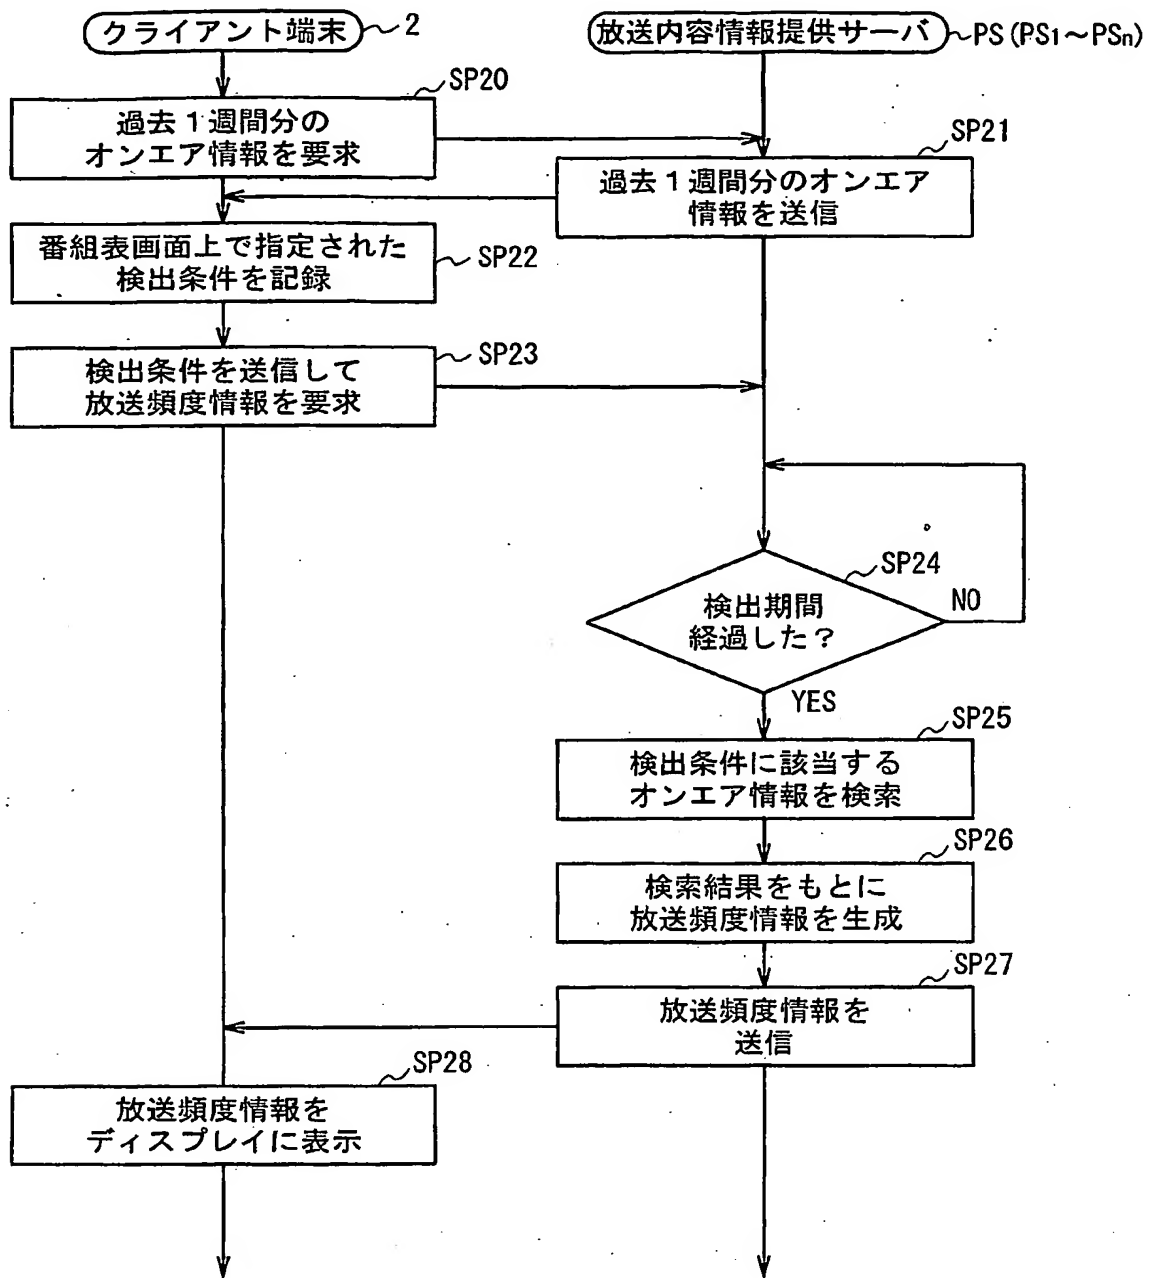 クライアント端末
2
放送内容情報提供サーバ
PS(PS1～PSn)
SP20
過去1週間分の
オンエア情報を要求
SP21
過去1週間分のオンエア
情報を送信
番組表画面上で指定された
検出条件を記録
SP22
検出条件を送信して
放送頻度情報を要求
SP23
SP24
検出期間
経過した?
NO
YES
SP25
検出条件に該当する
オンエア情報を検索
SP26
検索結果をもとに
放送頻度情報を生成
SP27
放送頻度情報を
送信
SP28
放送頻度情報を
ディスプレイに表示